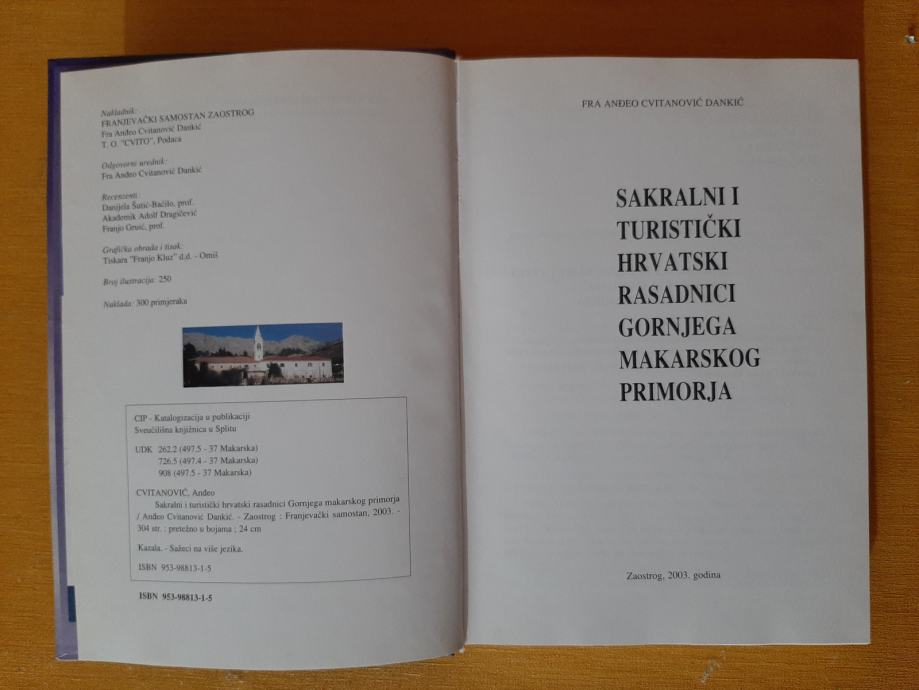 Nakladnik:
FRANJEVAČKI SAMOSTAN ZAOSTROG
Fra Anđeo Cvitanović Dankić
T. O. "CVITO", Podaca
Odgovorni urednik:
Fra Anđeo Cvitanović Dankić
Recenzenti
Danijela Šutić-Baćilo, prof.
Akademik Adolf Dragičević
Franjo Gruić, prof.
Grafička obrada i tisak:
Tiskara "Franjo Kluz" d.d. - Omiš
Broj ilustracija: 250
Naklada: 300 primjeraka
CIP - Katalogizacija u publikaciji
Sveučilišna knjižnica u Splitu
UDK 262.2 (497.5 - 37 Makarska)
726.5 (497.4 - 37 Makarska)
908 (497.5 - 37 Makarska)
CVITANOVIĆ, Anđeo
Sakralni i turistički hrvatski rasadnici Gornjega makarskog primorja
/ Anđeo Cvitanović Dankić. - Zaostrog : Franjevački samostan, 2003. -
304 str. : pretežno u bojama ; 24 cm
Kazala. - Sažeci na više jezika.
ISBN 953-98813-1-5
ISBN 953-98813-1-5
FRA ANĐEO CVITANOVIĆ DANKIĆ
SAKRALNI I
TURISTIČKI
HRVATSKI
RASADNICI
GORNJEGA
MAKARSKOG
PRIMORJA
Zaostrog, 2003. godina